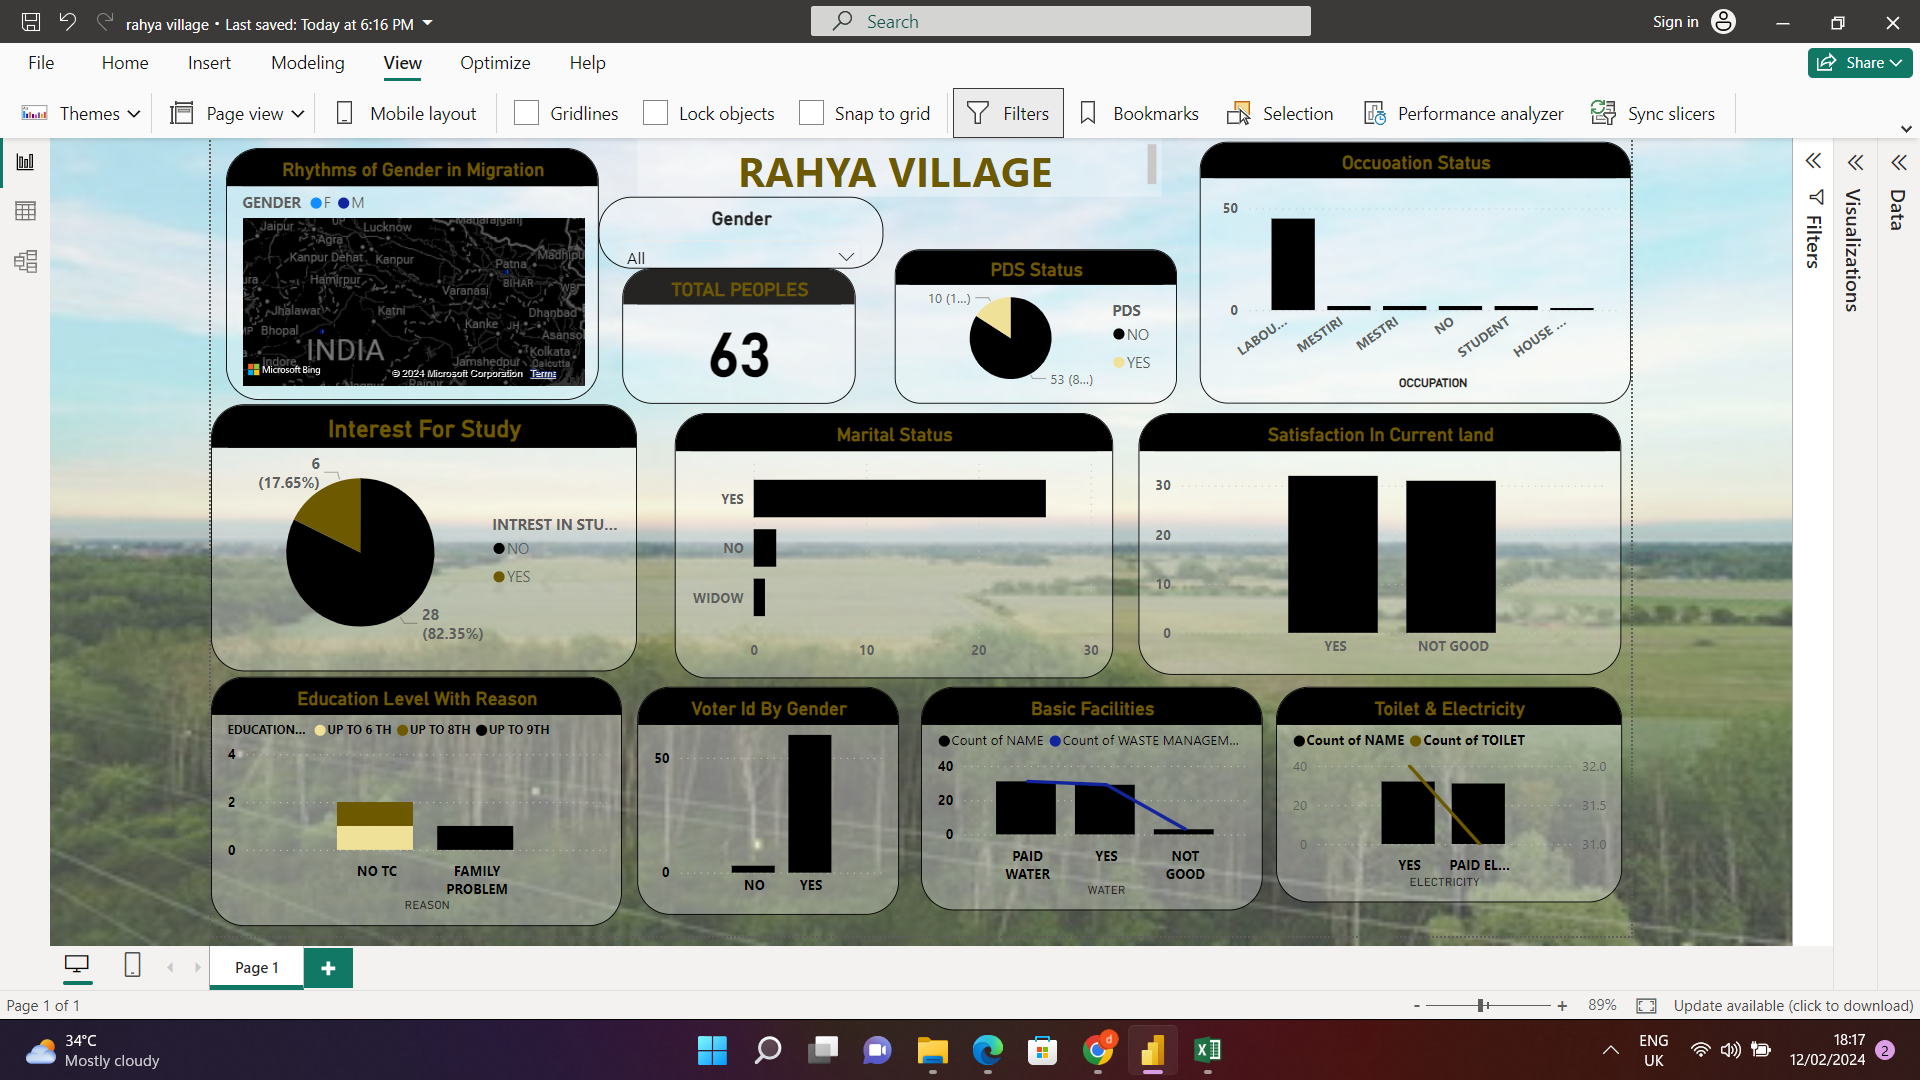 rahya village • Last saved: Today at 6:16 PM
Search
Sign in
File Home Insert Modeling View Optimize Help
Share
Themes Page view Mobile layout Gridlines Lock objects Snap to grid Filters Bookmarks Selection Performance analyzer Sync slicers
RAHYA VILLAGE
Rhythms of Gender in Migration
GENDER F M
Jaipur
Lucknow
Agra
Kanpur Dehat
Kanpur
Hamirpur
Patna
BIHAR
Varanasi
Jhalawar
Katni
Dhanbad
Bhopal
Kanke
JH
INDIA
Indore
Jamshedpur
Kolkata
Microsoft Bing
© 2024 Microsoft Corporation Terms
Gender
All
TOTAL PEOPLES
63
PDS Status
10 (1...)
53 (8...)
PDS
NO
YES
Occuoation Status
50
0
LABOU...
MESTIRI
MESTRI
NO
STUDENT
HOUSE ...
OCCUPATION
Interest For Study
6
(17.65%)
28
(82.35%)
INTREST IN STU...
NO
YES
Marital Status
YES
NO
WIDOW
0 10 20 30
Satisfaction In Current land
30
20
10
0
YES NOT GOOD
Education Level With Reason
EDUCATION... UP TO 6 TH UP TO 8TH UP TO 9TH
4
2
0
NO TC
FAMILY
PROBLEM
REASON
Voter Id By Gender
50
0
NO YES
Basic Facilities
Count of NAME Count of WASTE MANAGEM...
40
20
0
PAID
WATER
YES
NOT
GOOD
WATER
Toilet & Electricity
Count of NAME Count of TOILET
40
20
0
32.0
31.5
31.0
YES PAID EL...
ELECTRICITY
Filters
Visualizations
Data
Page 1
+
Page 1 of 1
- + 89%
Update available (click to download)
34°C
Mostly cloudy
d
ENG
UK
18:17
12/02/2024
2